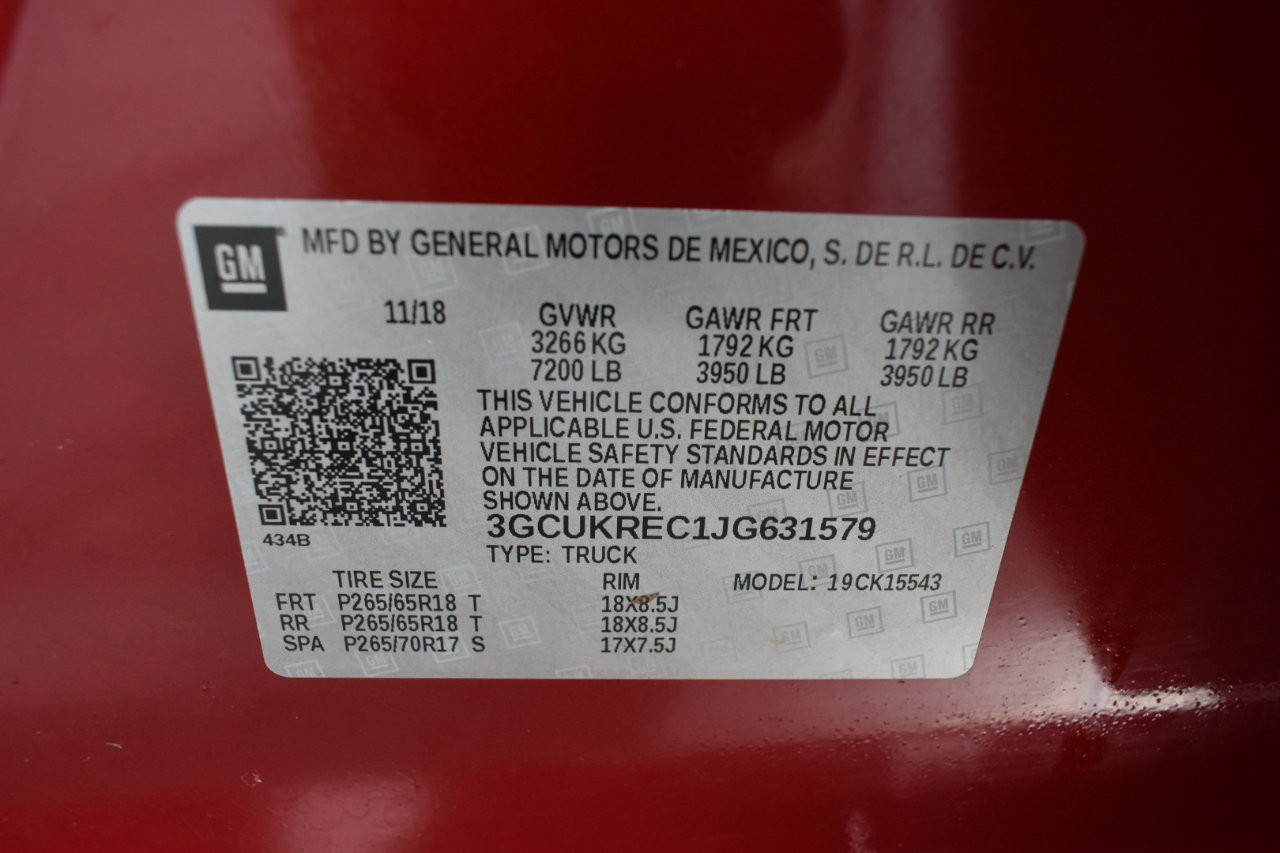 GM® MFD BY GENERAL MOTORS DE MEXICO, S. DE R.L. DE C.V.
11/18 GVWR GAWR FRT GAWR RR
3266 KG 1792 KG 1792 KG
7200 LB 3950 LB 3950 LB
THIS VEHICLE CONFORMS TO ALL
APPLICABLE U.S. FEDERAL MOTOR
VEHICLE SAFETY STANDARDS IN EFFECT
ON THE DATE OF MANUFACTURE
SHOWN ABOVE.
3GCUKREC1JG631579
434B
TYPE: TRUCK
TIRE SIZE RIM MODEL: 19CK15543
FRT P265/65R18 T 18X8.5J
RR P265/65R18 T 18X8.5J
SPA P265/70R17 S 17X7.5J